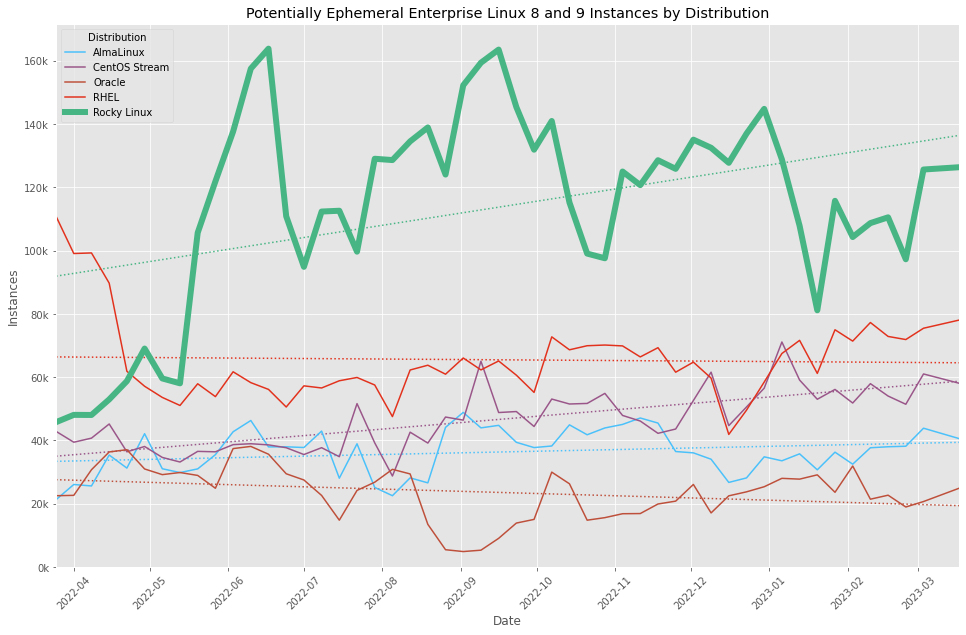 Potentially Ephemeral Enterprise Linux 8 and 9 Instances by Distribution
Distribution
AlmaLinux
CentOS Stream
Oracle
RHEL
Rocky Linux
Instances
160k
140k
120k
100k
80k
60k
40k
20k
0k
2022-04
2022-05
2022-06
2022-07
2022-08
2022-09
2022-10
2022-11
2022-12
2023-01
2023-02
2023-03
Date